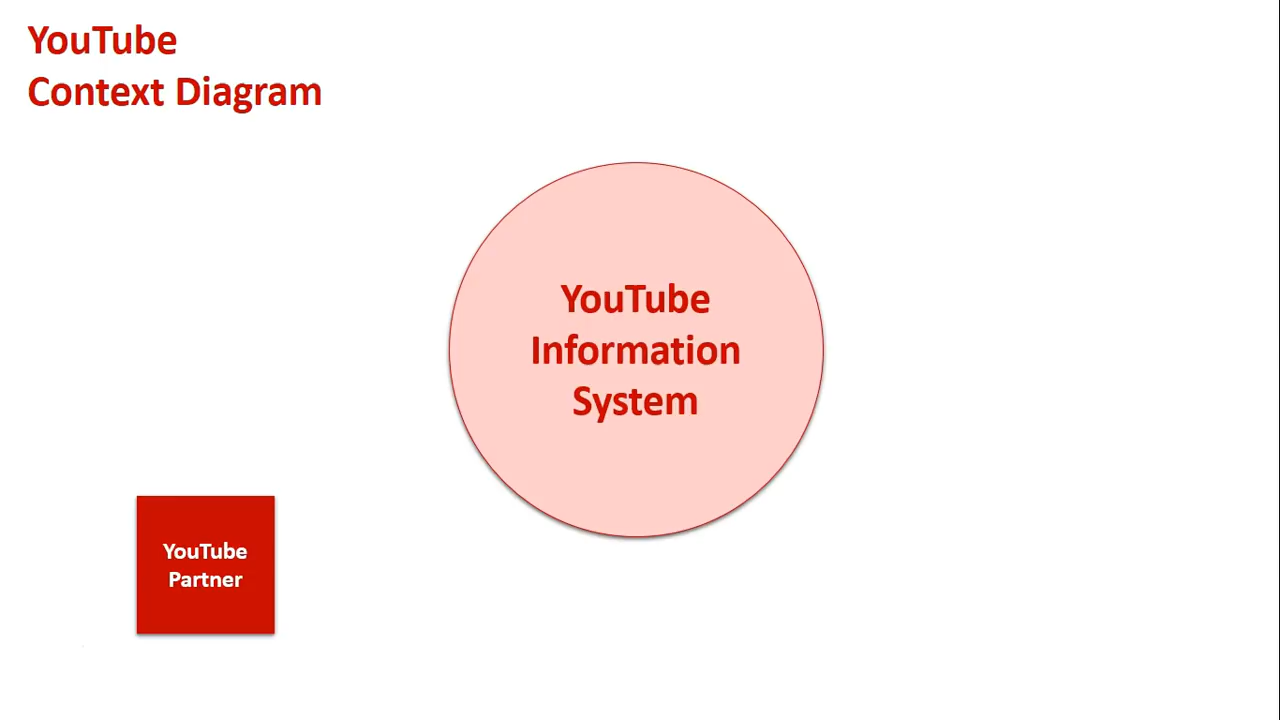 YouTube
Context Diagram
YouTube
Information
System
YouTube
Partner